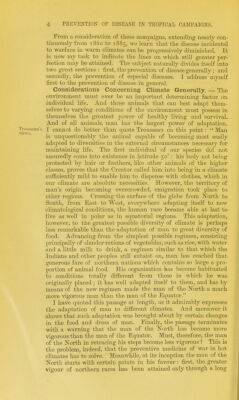 4 PREVENTION OF DISEASE IN TROPICAL CAMPAIGNS.
From a consideration of these campaigns, extending nearly con-
tinuously from 1860 to 1885, we learn that the disease incidental
to warfare in warm climates can be progressively diminished. It
is now my task to indicate the lines on which still greater per-
fection may be attained. The subject naturally divides itself into
two great sections: first, the prevention of disease generally; and
secondly, the prevention of especial diseases. I address myself
first to the prevention of disease in general.
Considerations Concerning Climate Generally. — The
environment must ever be an important determining factor on
individual life. And those animals that can best adapt them-
selves to varying conditions of the environment must possess in
themselves the greatest power of healthy living and survival.
And of all animals, man has the largest power of adaptation.
Trousseau's
I cannot do better than quote Trousseau on this point: "Man
is unquestionably the animal capable of becoming most easily
adapted to diversities in the external circumstances necessary for
maintaining life. The first individual of our species did not
assuredly come into existence in latitude 50°: his body not being
protected by hair or feathers, like other animals of the higher
classes, proves that the Creator called him into being in a climate
sufficiently mild to enable him to dispense with clothes, which in
our climate are absolute necessaries. However, the territory of
man's origin becoming overcrowded, emigration took place to
other regions. Crossing the surface of the globe from North to
South, from East to West, and everywhere adapting itself to new
climatological conditions, the human race became able at last to
live as well in polar as in equatorial regions. This adaptation,
however, to the greatest possible diversity of climate is perhaps
less remarkable than the adaptation of man to great diversity of
food. Advancing from the simplest possible regimen, consisting
principally of slender rations of vegetables, such as rice, with water
and a little milk to drink, a regimen similar to that which the
Indians and other peoples still subsist on, man has reached that
generous fare of northern nations which contains so large a pro-
portion of animal food. His organisation has become habituated
to conditions totally different from those in which he was
originally placed; it has well adapted itself to them, and has by
means of the new regimen made the man of the North a much
more vigorous man than the man of the Equator."
I have quoted this passage at length, as it admirably expresses
the adaptation of man to different climates. And moreover it
shows that such adaptation was brought about by certain changes
in the food and dress of man. Finally, the passage terminates
with a warning that the man of the North has become more
vigorous than the man of the Equator. Must, therefore, the man
of the North in retracing his steps become less vigorous? This is
the problem, indeed, that the preventive medicine of war in hot
climates has to solve. Meanwhile, at its inception the men of the
North starts with certain points in his favour: first, the greater
vigour of northern races has been attained only through a long